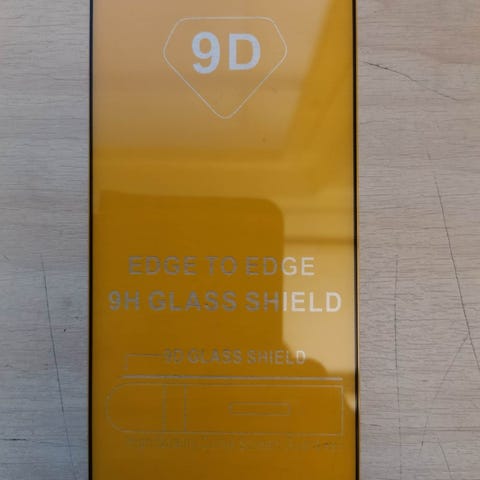 9D
EDGE TO EDGE
9H GLASS SHIELD
9D GLASS SHIELD